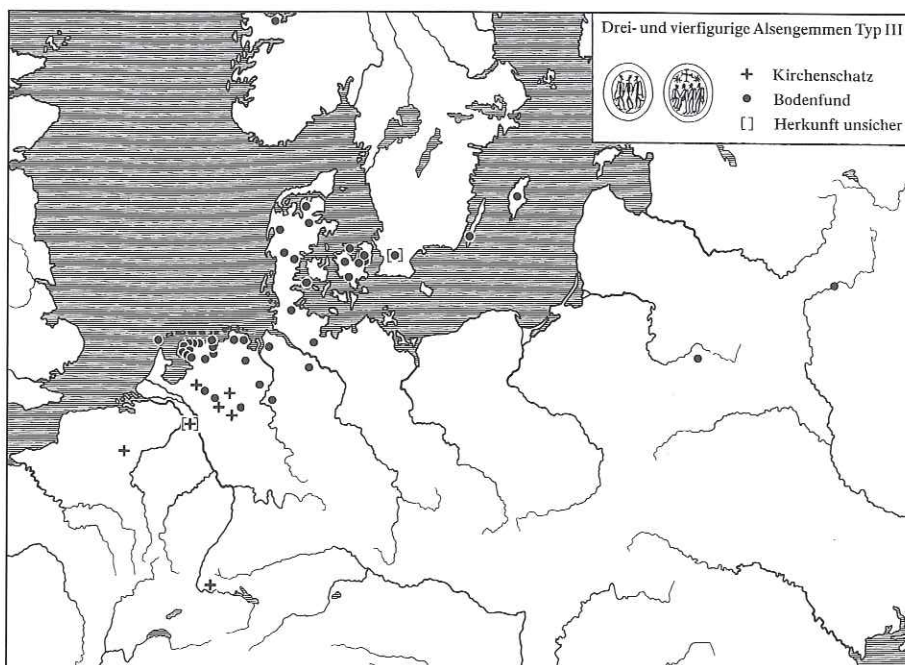 Drei- und vierfigurige Alsengemmen Typ III
+ Kirchenschatz
● Bodenfund
[ ] Herkunft unsicher